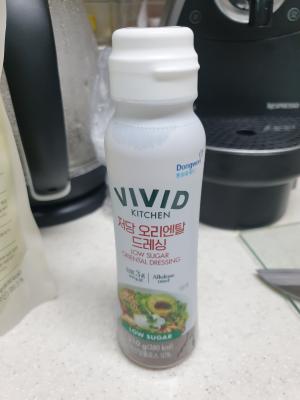 Dongwon
VIVID
KITCHEN
저당 오리엔탈
드레싱
LOW SUGAR
ORIENTAL DRESSING
Allulose
LOW SUGAR
NESPRESSO